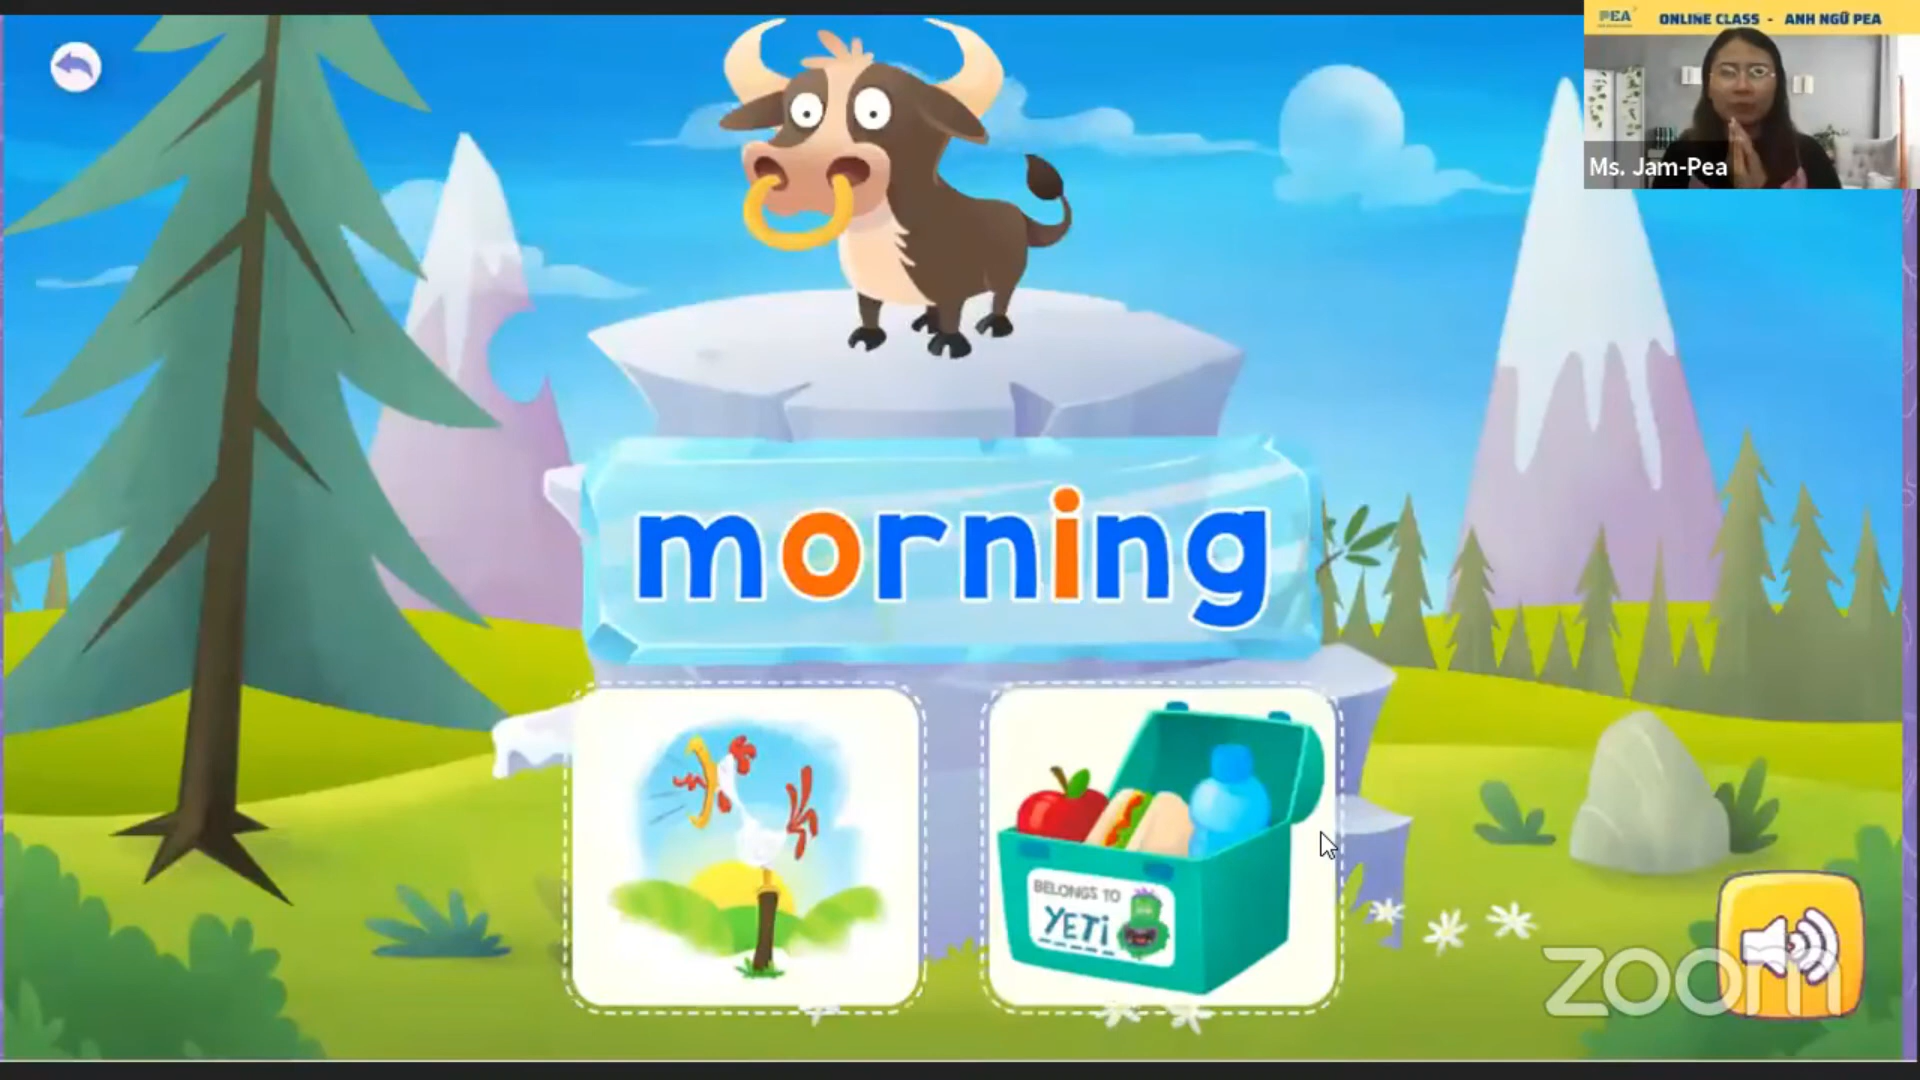 PEA
ONLINE CLASS - ANH NGỮ PEA
Ms. Jam-Pea
morning
BELONGS TO
YETi
zoom